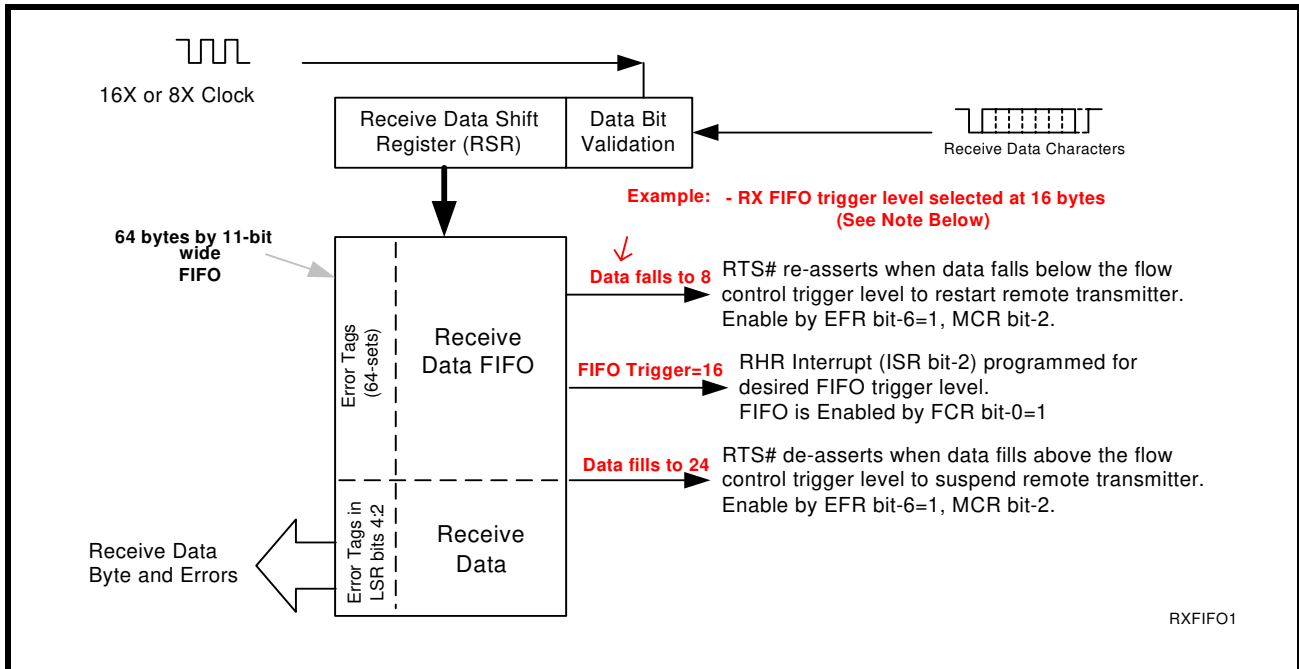 16X or 8X Clock
Receive Data Shift
Register (RSR)
Data Bit
Validation
Receive Data Characters
Example: - RX FIFO trigger level selected at 16 bytes
(See Note Below)
64 bytes by 11-bit
wide
FIFO
Error Tags
(64-sets)
Receive
Data FIFO
Data falls to 8
RTS# re-asserts when data falls below the flow
control trigger level to restart remote transmitter.
Enable by EFR bit-6=1, MCR bit-2.
FIFO Trigger=16
RHR Interrupt (ISR bit-2) programmed for
desired FIFO trigger level.
FIFO is Enabled by FCR bit-0=1
Data fills to 24
RTS# de-asserts when data fills above the flow
control trigger level to suspend remote transmitter.
Enable by EFR bit-6=1, MCR bit-2.
Error Tags in
LSR bits 4:2
Receive
Data
Receive Data
Byte and Errors
RXFIFO1